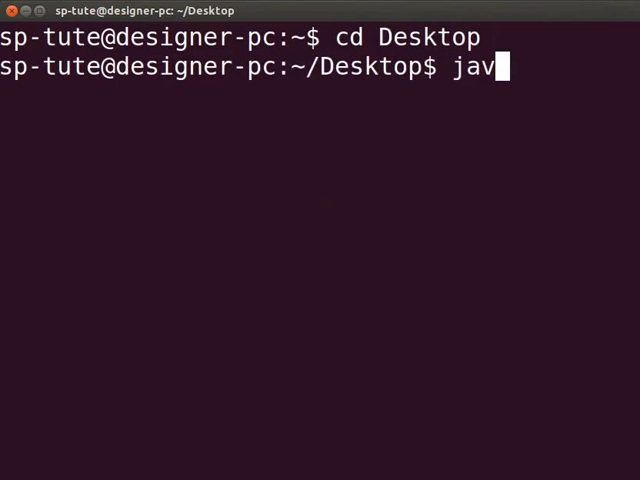 sp-tute@designer-pc: ~/Desktop
sp-tute@designer-pc:~$ cd Desktop
sp-tute@designer-pc:~/Desktop$ jav